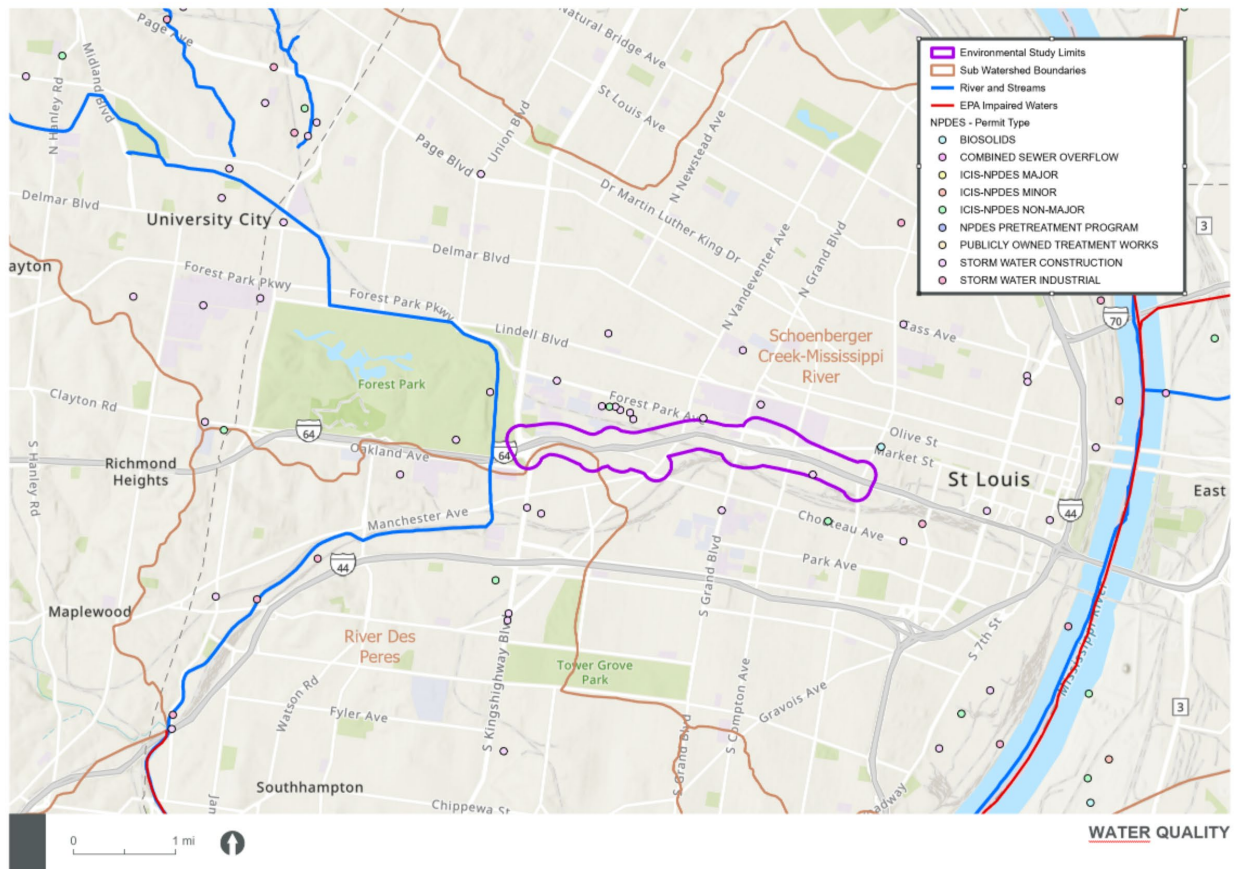 Page Ave
Natural Bridge Ave
Midland Blvd
N Hanley Rd
St Louis Ave
Union Blvd
Page Blvd
N Newstead Ave
Dr Martin Luther King Dr
Delmar Blvd
University City
Delmar Blvd
N Grand Blvd
N Vandeventer Ave
ayton
Forest Park Pkwy
Forest Park Pkwy
Lindell Blvd
Cass Ave
Schoenberger
Creek-Mississippi
River
Forest Park
Clayton Rd
Forest Park Ave
64
Oakland Ave
64
Olive St
Market St
Richmond
Heights
S Hanley Rd
St Louis
East
44
Manchester Ave
Chouteau Ave
44
Park Ave
S Grand Blvd
Maplewood
River Des
Peres
S Kingshighway Blvd
S 7th St
Mississippi River
Tower Grove
Park
Watson Rd
Fyler Ave
S Compton Ave
Gravois Ave
S Grand Blvd
3
Southhampton
Jan
Chippewa St
oadway
Environmental Study Limits
Sub Watershed Boundaries
River and Streams
EPA Impaired Waters
NPDES - Permit Type
BIOSOLIDS
COMBINED SEWER OVERFLOW
ICIS-NPDES MAJOR
ICIS-NPDES MINOR
ICIS-NPDES NON-MAJOR
NPDES PRETREATMENT PROGRAM
PUBLICLY OWNED TREATMENT WORKS
STORM WATER CONSTRUCTION
STORM WATER INDUSTRIAL
3
70
0 1 mi
WATER QUALITY